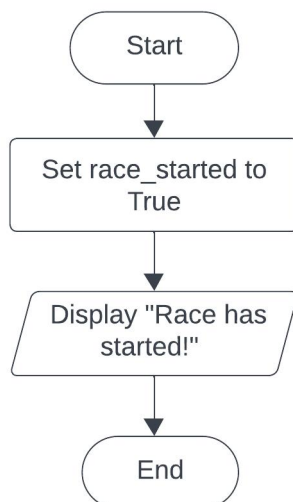 Start
Set race_started to
True
Display "Race has
started!"
End